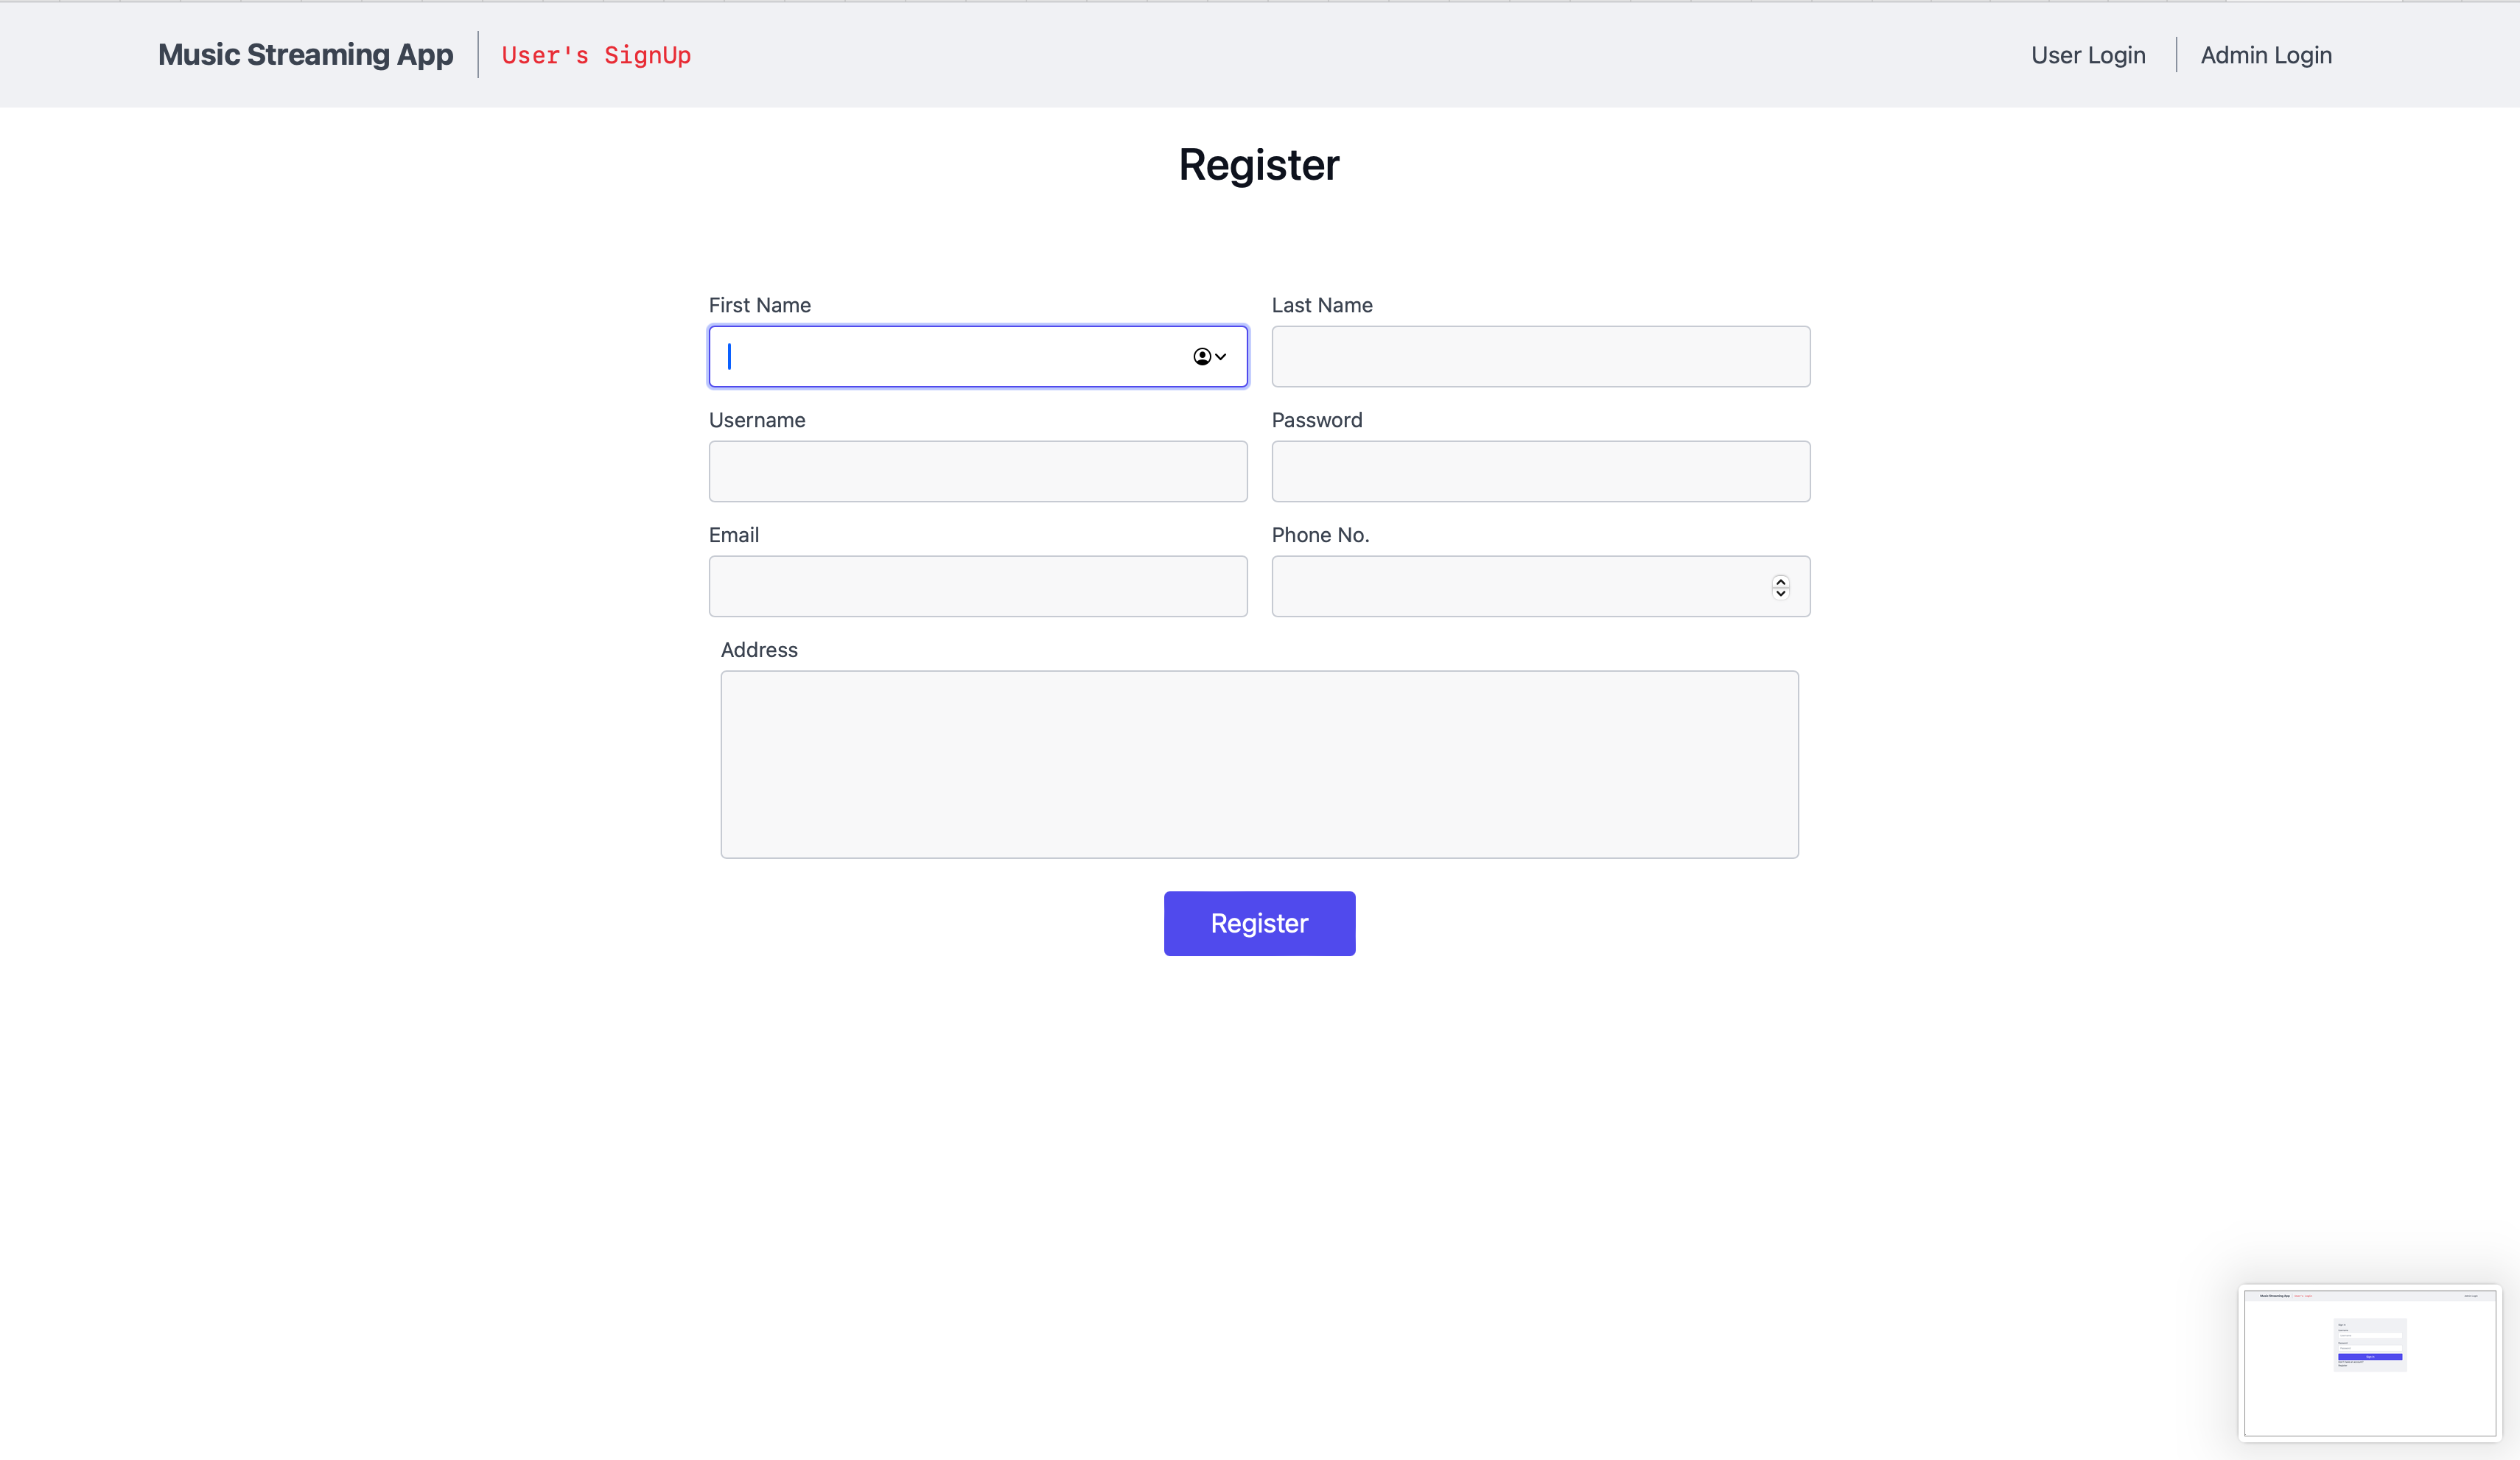 Music Streaming App User's SignUp User Login Admin Login
Register
First Name Last Name
Username Password
Email Phone No.
Address
Register